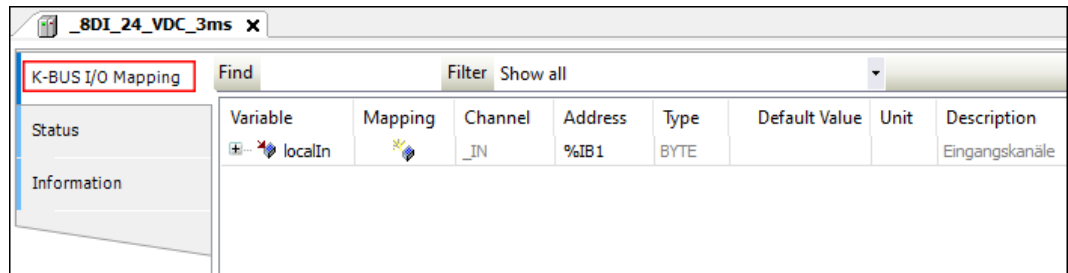 _8DI_24_VDC_3ms X
K-BUS I/O Mapping
Status
Information
Find Filter Show all
Variable Mapping Channel Address Type Default Value Unit Description
localIn _IN %IB1 BYTE Eingangskanäle